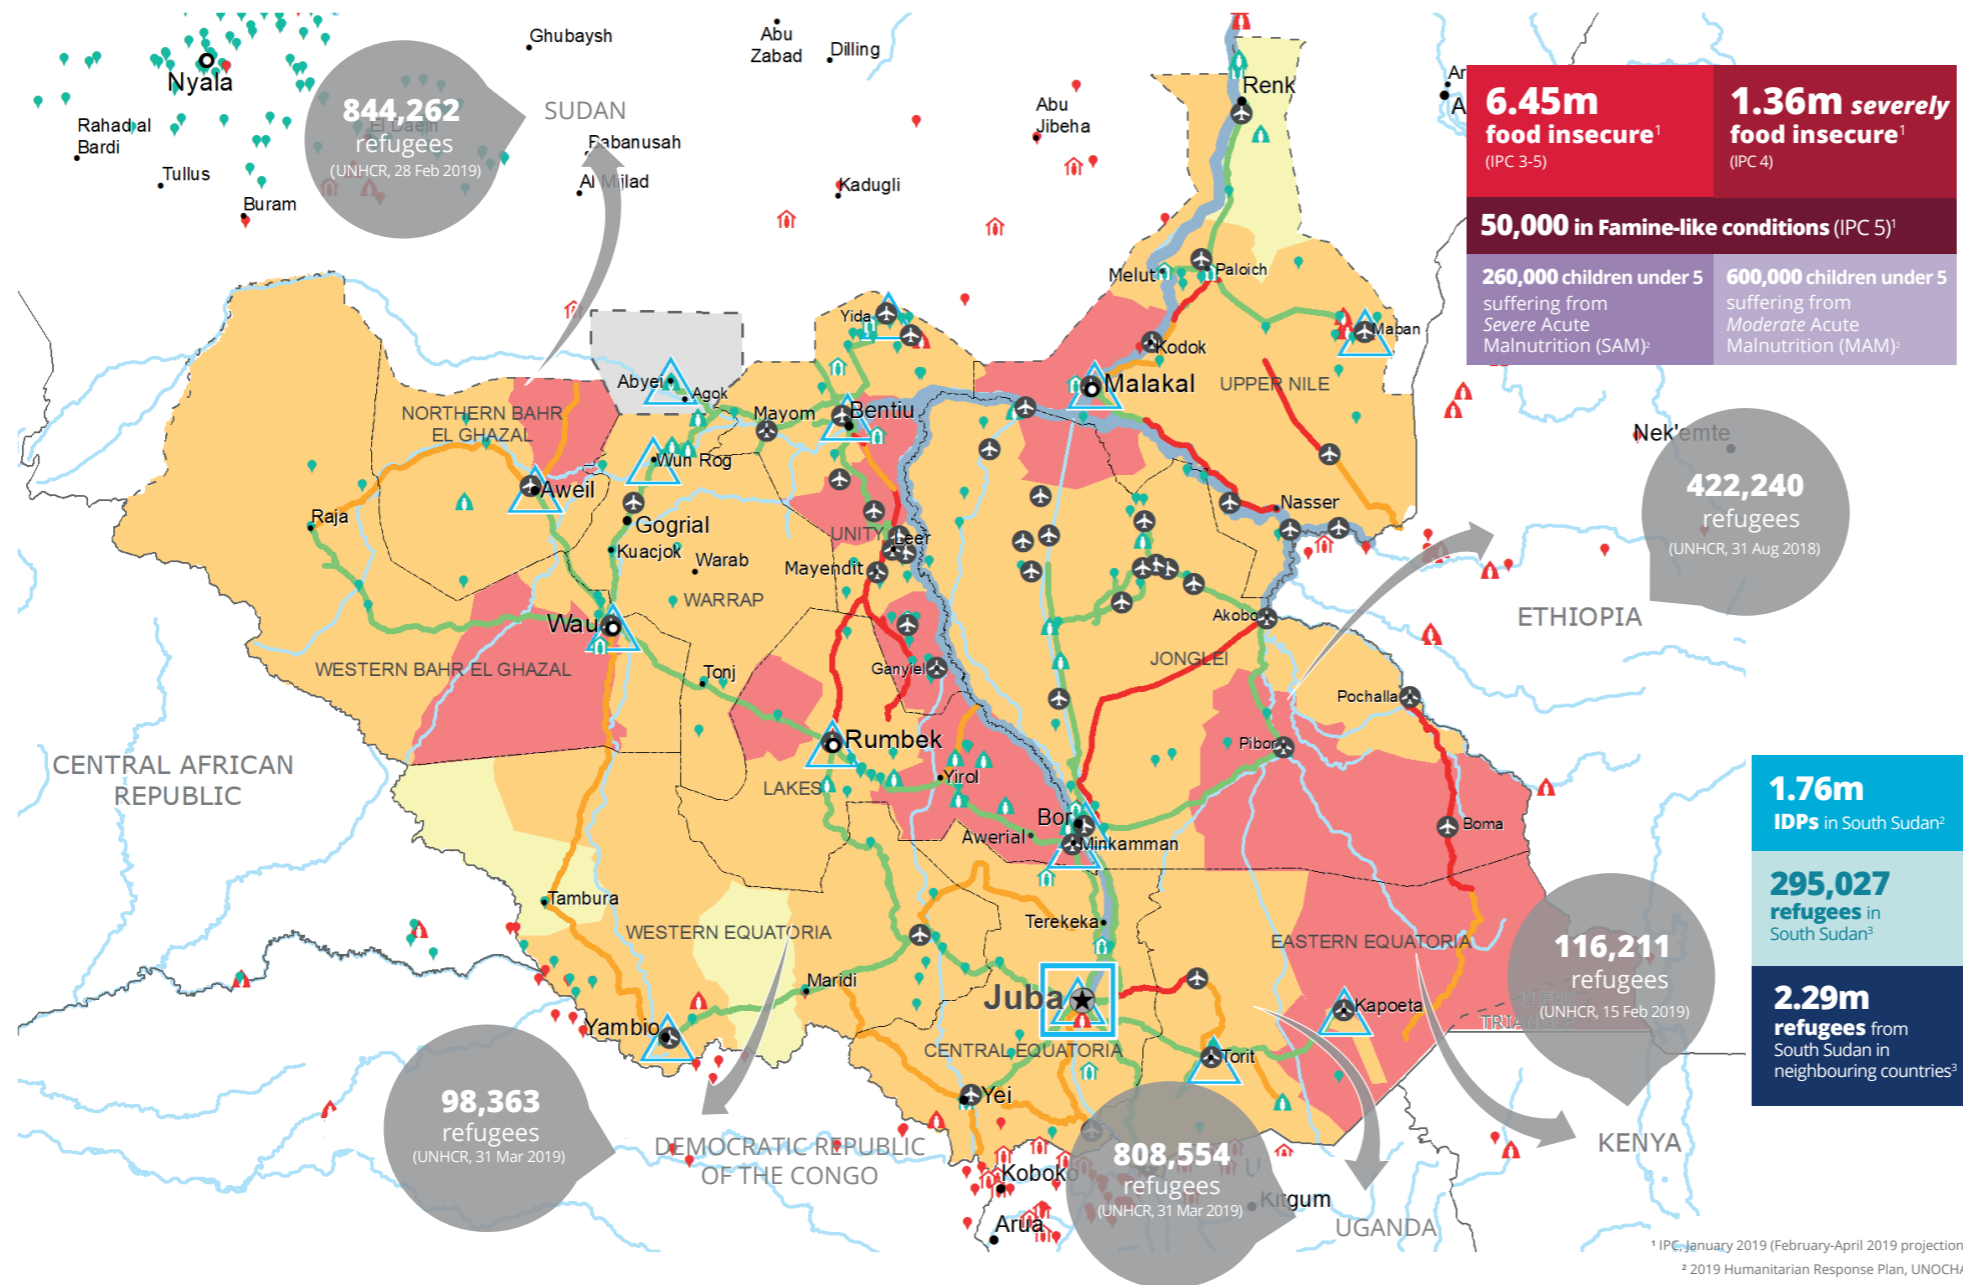 Ghubaysh
Abu
Zabad
Dilling
Nyala
844,262
refugees
(UNHCR, 28 Feb 2019)
El Daein
SUDAN
Rahad al
Bardi
Babanusah
Abu
Jibeha
Renk
Tullus
Al Mijlad
Kadugli
Buram
6.45m
food insecure¹
(IPC 3-5)
1.36m severely
food insecure¹
(IPC 4)
50,000 in Famine-like conditions (IPC 5)¹
260,000 children under 5
suffering from
Severe Acute
Malnutrition (SAM)²
600,000 children under 5
suffering from
Moderate Acute
Malnutrition (MAM)²
Melut
Paloich
Yida
Maban
Kodok
Abyei
Agok
Malakal
UPPER NILE
NORTHERN BAHR
EL GHAZAL
Mayom
Bentiu
Nek'emte
Wun Rog
Aweil
422,240
refugees
(UNHCR, 31 Aug 2018)
Raja
Gogrial
Nasser
UNITY
Leer
Kuacjok
Warab
Mayendit
WARRAP
Wau
Akobo
ETHIOPIA
WESTERN BAHR EL GHAZAL
Tonj
Ganyiel
JONGLEI
Pochalla
Rumbek
Pibor
CENTRAL AFRICAN
REPUBLIC
LAKES
Yirol
Bor
Awerial
Minkamman
Boma
1.76m
IDPs in South Sudan²
295,027
refugees in
South Sudan³
2.29m
refugees from
South Sudan in
neighbouring countries³
Tambura
WESTERN EQUATORIA
Terekeka
EASTERN EQUATORIA
116,211
refugees
(UNHCR, 15 Feb 2019)
Maridi
Juba
Kapoeta
TRIANGLE
Yambio
CENTRAL EQUATORIA
Torit
Yei
98,363
refugees
(UNHCR, 31 Mar 2019)
DEMOCRATIC REPUBLIC
OF THE CONGO
KENYA
808,554
refugees
(UNHCR, 31 Mar 2019)
Koboko
Kitgum
Arua
UGANDA
¹ IPC, January 2019 (February-April 2019 projection
² 2019 Humanitarian Response Plan, UNOCHA